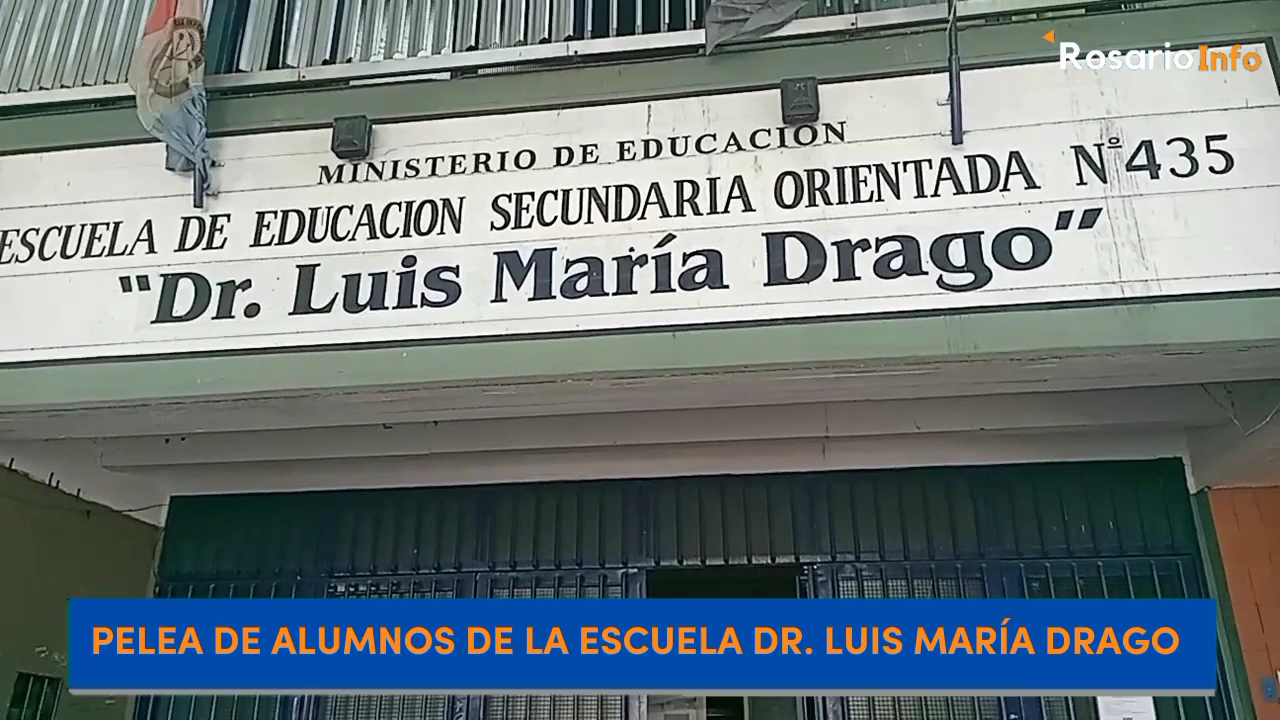 RosarioInfo
MINISTERIO DE EDUCACION
ESCUELA DE EDUCACION SECUNDARIA ORIENTADA N°435
"Dr. Luis María Drago"
PELEA DE ALUMNOS DE LA ESCUELA DR. LUIS MARÍA DRAGO